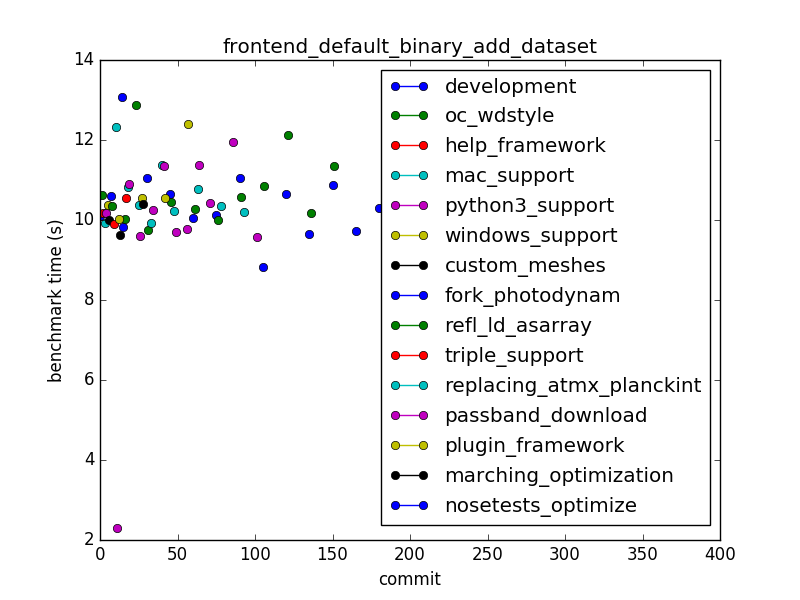 frontend_default_binary_add_dataset
14
12
10
8
6
4
2
benchmark time (s)
development
oc_wdstyle
help_framework
mac_support
python3_support
windows_support
custom_meshes
fork_photodynam
refl_ld_asarray
triple_support
replacing_atmx_planckint
passband_download
plugin_framework
marching_optimization
nosetests_optimize
0 50 100 150 200 250 300 350 400
commit